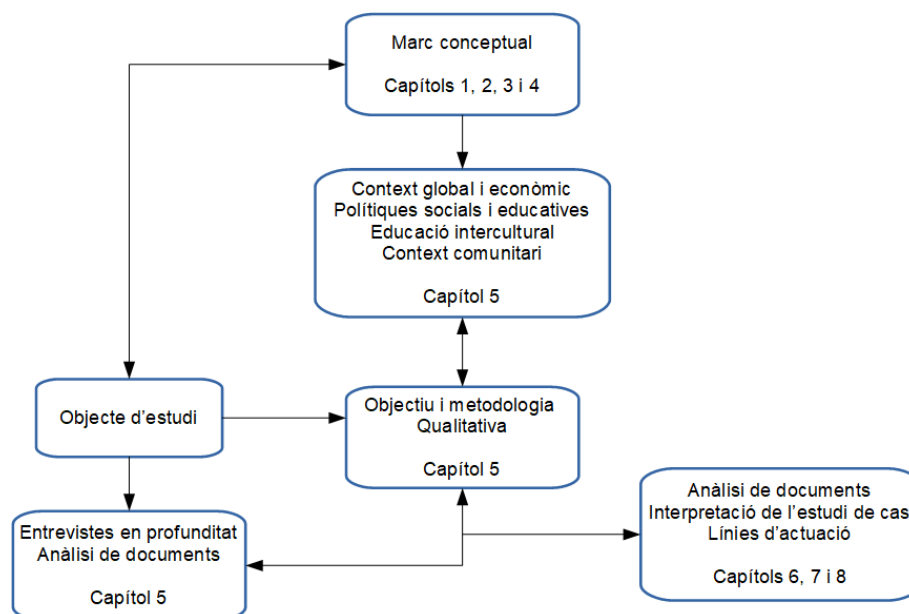 Marc conceptual
Capítols 1, 2, 3 i 4
Context global i econòmic
Polítiques socials i educatives
Educació intercultural
Context comunitari
Capítol 5
Objecte d'estudi
Objectiu i metodologia
Qualitativa
Capítol 5
Entrevistes en profunditat
Anàlisi de documents
Capítol 5
Anàlisi de documents
Interpretació de l'estudi de cas
Línies d'actuació
Capítols 6, 7 i 8